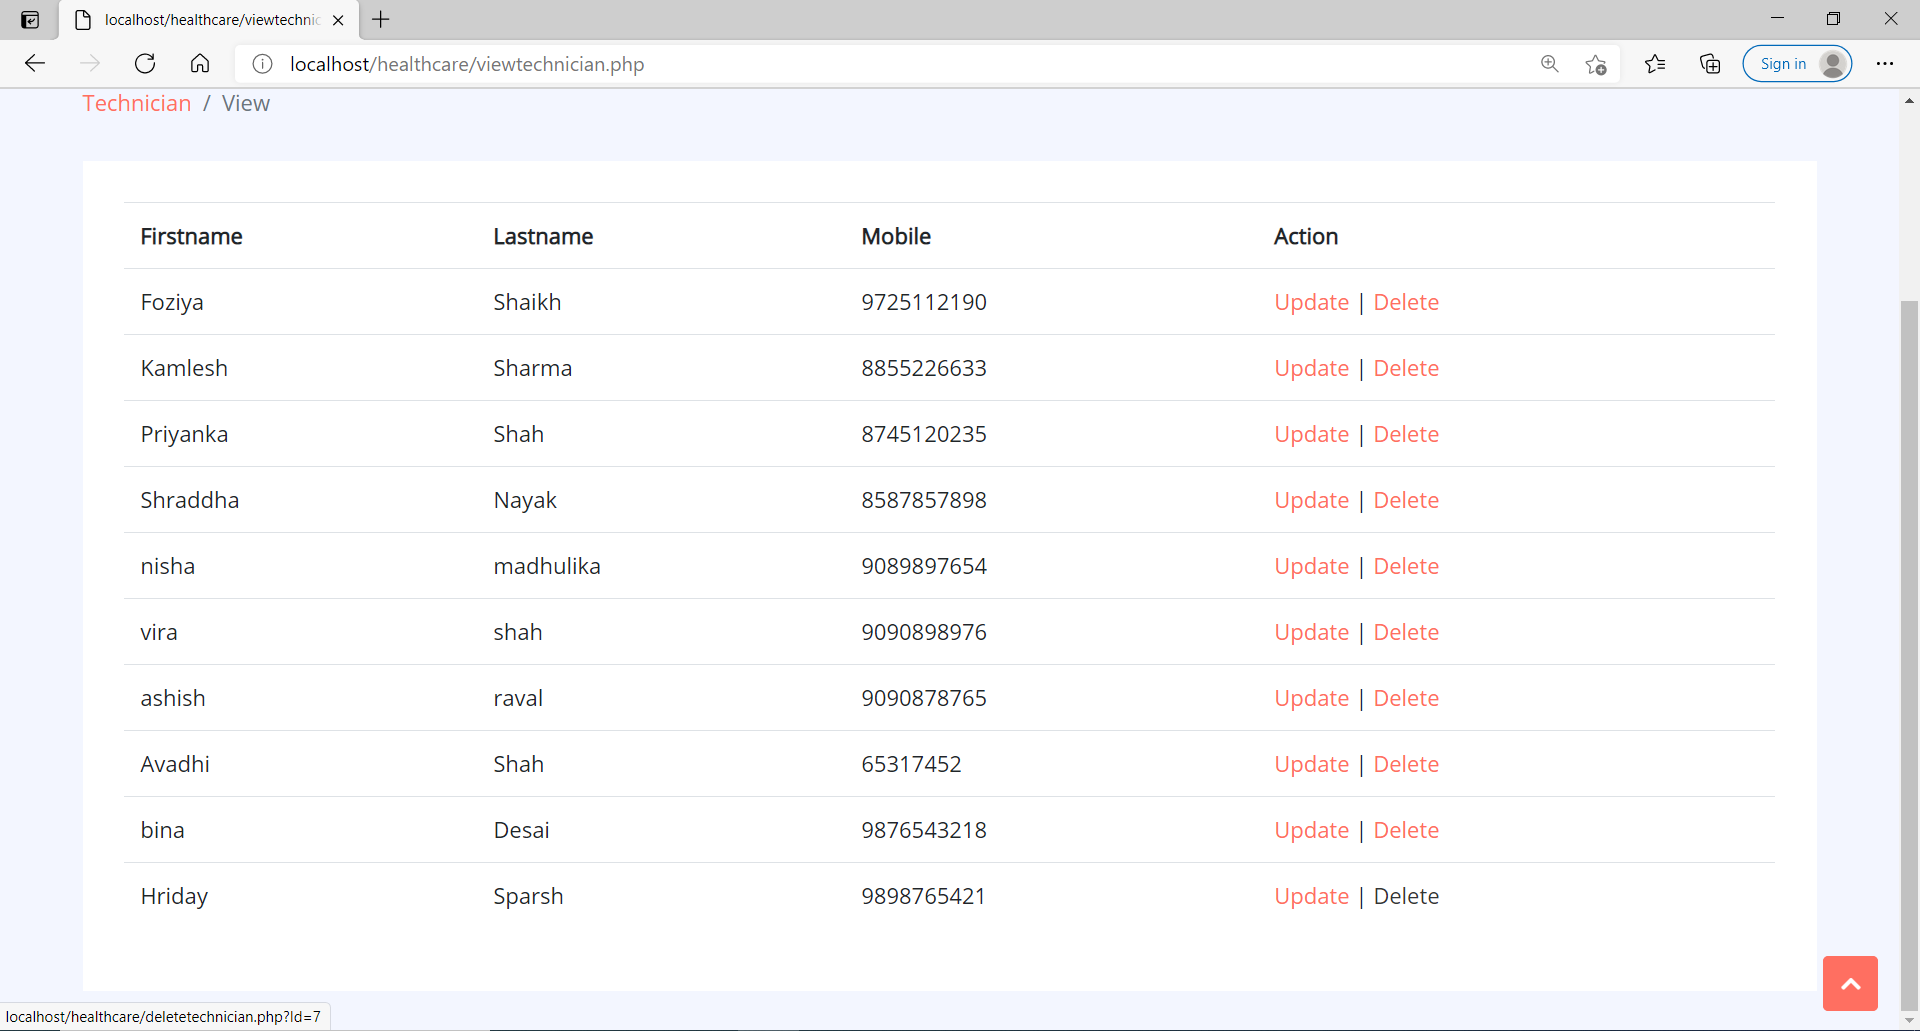 localhost/healthcare/viewtechnic
localhost/healthcare/viewtechnician.php
Sign in
Technician / View
Firstname Lastname Mobile Action
Foziya Shaikh 9725112190 Update | Delete
Kamlesh Sharma 8855226633 Update | Delete
Priyanka Shah 8745120235 Update | Delete
Shraddha Nayak 8587857898 Update | Delete
nisha madhulika 9089897654 Update | Delete
vira shah 9090898976 Update | Delete
ashish raval 9090878765 Update | Delete
Avadhi Shah 65317452 Update | Delete
bina Desai 9876543218 Update | Delete
Hriday Sparsh 9898765421 Update | Delete
localhost/healthcare/deletetechnician.php?Id=7